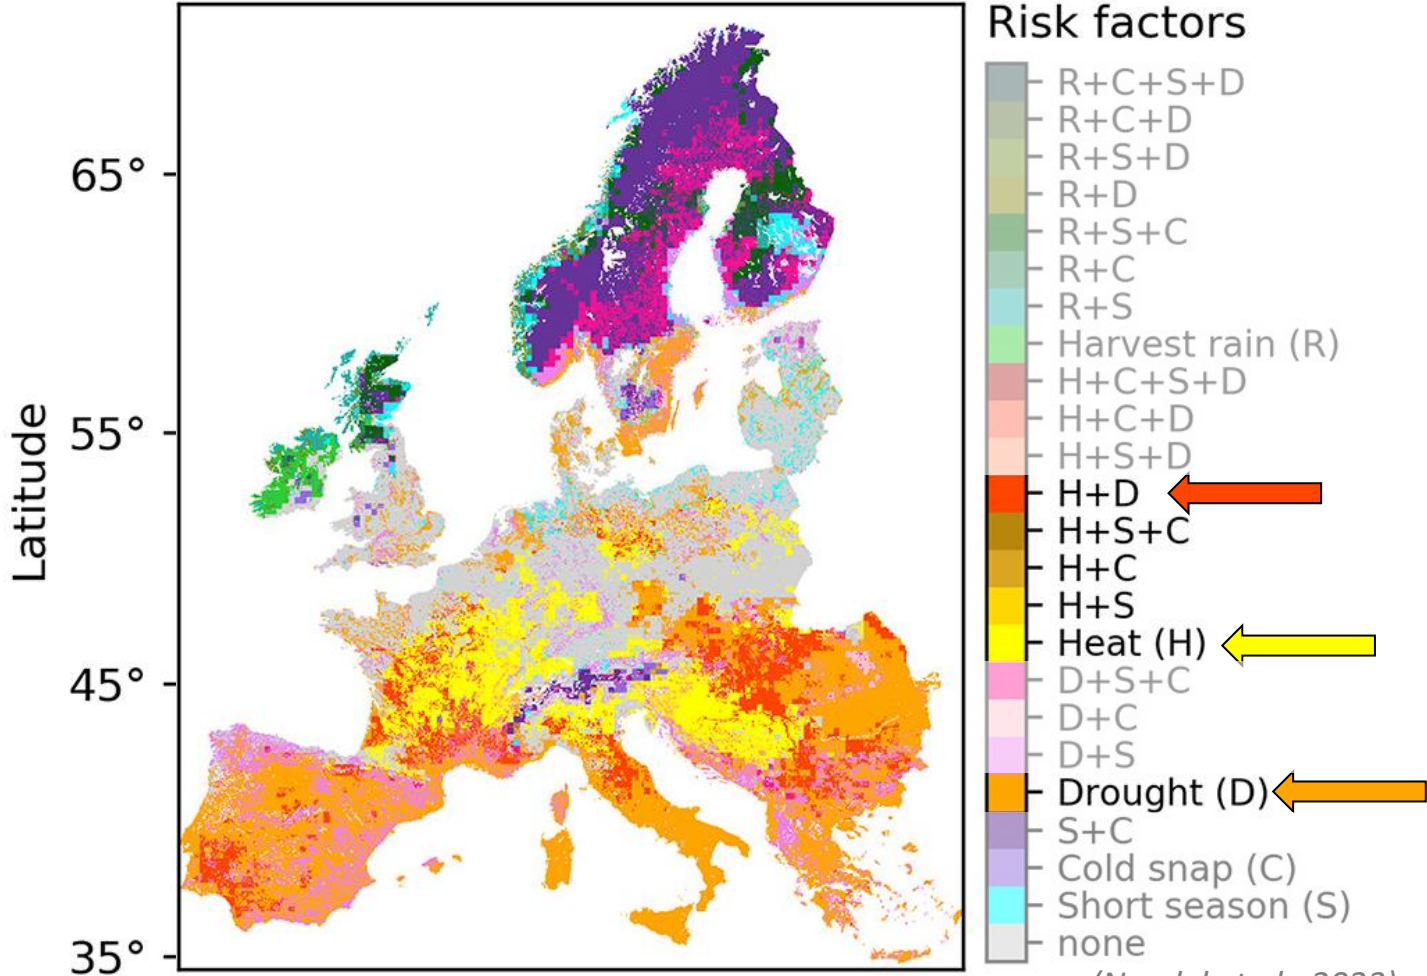 Risk factors
R+C+S+D
R+C+D
R+S+D
R+D
R+S+C
R+C
R+S
Harvest rain (R)
H+C+S+D
H+C+D
H+S+D
H+D
H+S+C
H+C
H+S
Heat (H)
D+S+C
D+C
D+S
Drought (D)
S+C
Cold snap (C)
Short season (S)
none
Latitude
65°
55°
45°
35°